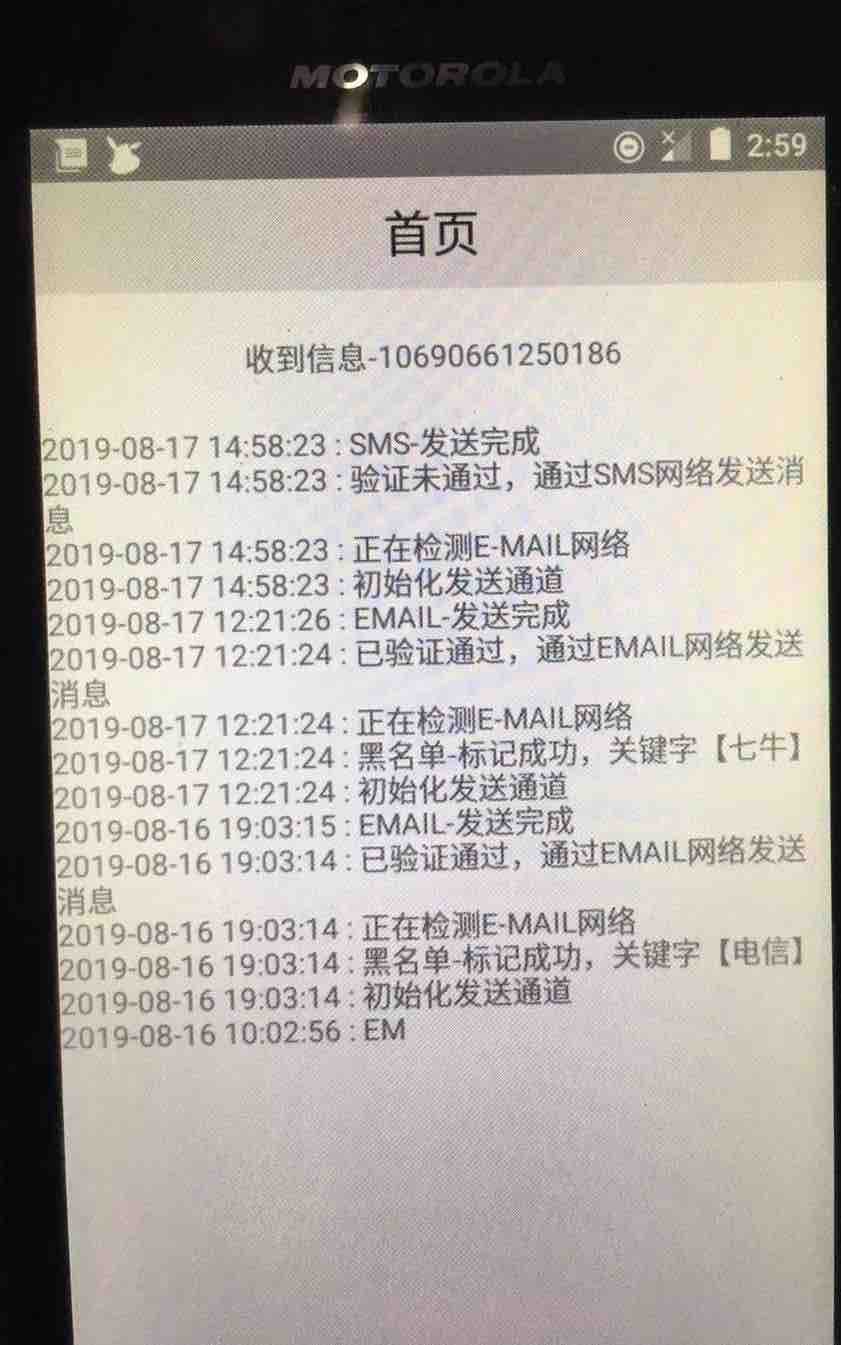 MOTOROLA
2:59
首页
收到信息-10690661250186
2019-08-17 14:58:23 : SMS-发送完成
2019-08-17 14:58:23 : 验证未通过，通过SMS网络发送消
息
2019-08-17 14:58:23 : 正在检测E-MAIL网络
2019-08-17 14:58:23 : 初始化发送通道
2019-08-17 12:21:26 : EMAIL-发送完成
2019-08-17 12:21:24 : 已验证通过，通过EMAIL网络发送
消息
2019-08-17 12:21:24 : 正在检测E-MAIL网络
2019-08-17 12:21:24 : 黑名单-标记成功，关键字【七牛】
2019-08-17 12:21:24 : 初始化发送通道
2019-08-16 19:03:15 : EMAIL-发送完成
2019-08-16 19:03:14 : 已验证通过，通过EMAIL网络发送
消息
2019-08-16 19:03:14 : 正在检测E-MAIL网络
2019-08-16 19:03:14 : 黑名单-标记成功，关键字【电信】
2019-08-16 19:03:14 : 初始化发送通道
2019-08-16 10:02:56 : EM